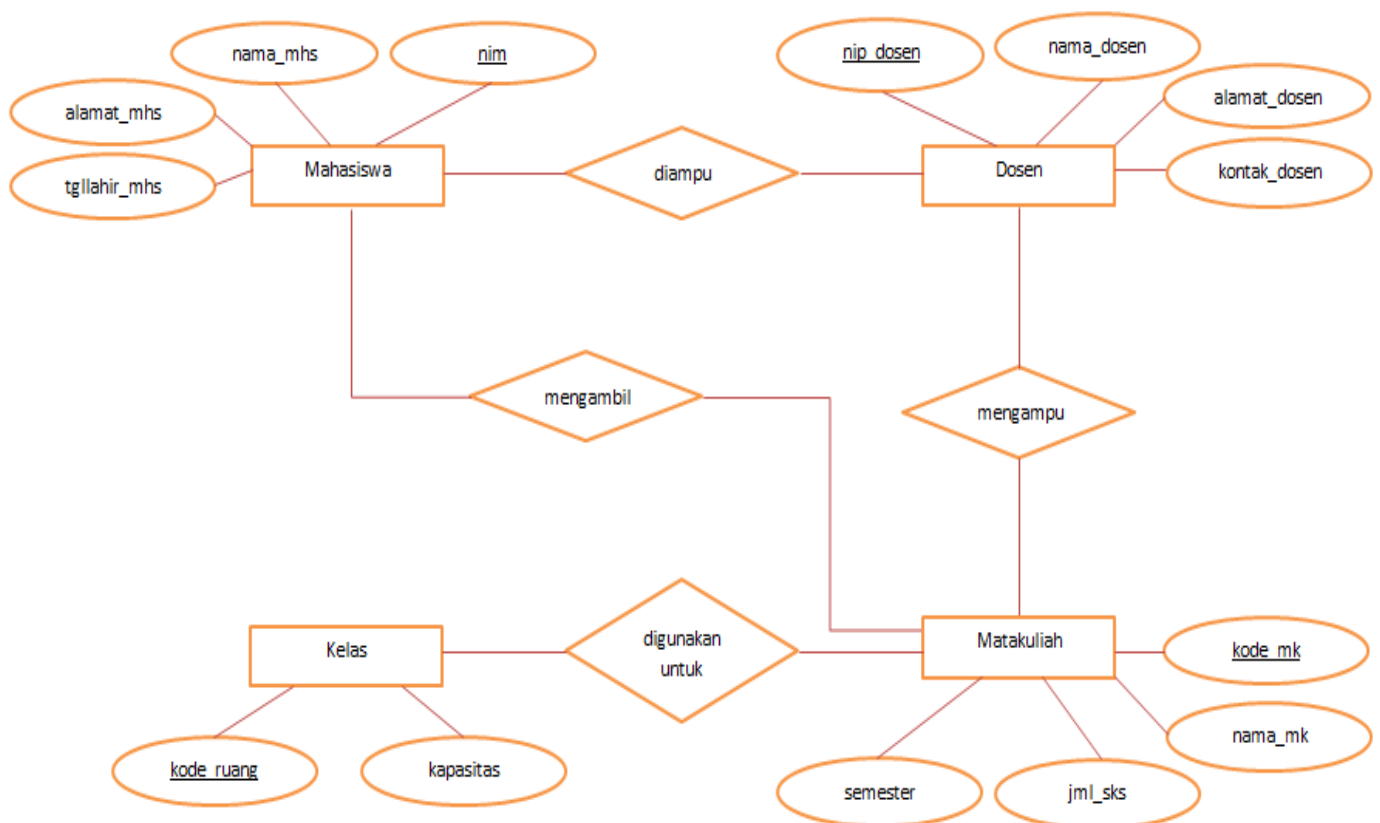 nama_mhs
nim
nip_dosen
nama_dosen
alamat_mhs
alamat_dosen
tgllahir_mhs
Mahasiswa
diampu
Dosen
kontak_dosen
mengambil
mengampu
Kelas
digunakan
untuk
Matakuliah
kode_mk
nama_mk
kode_ruang
kapasitas
semester
jml_sks